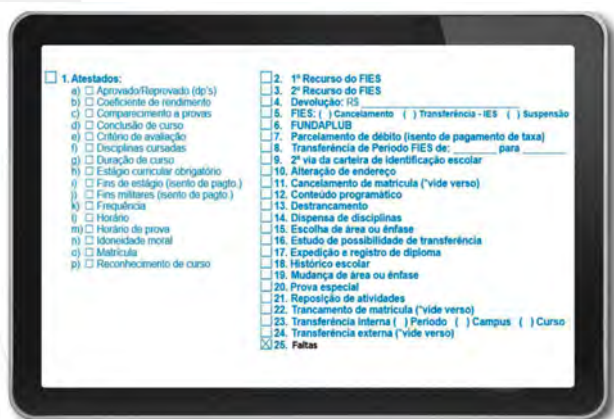 1. Atestados:
a) ☐ Aprovado/Reprovado (dp's)
b) ☐ Coeficiente de rendimento
c) ☐ Comparecimento a provas
d) ☐ Conclusão de curso
e) ☐ Critério de avaliação
f) ☐ Disciplinas cursadas
g) ☐ Duração de curso
h) ☐ Estágio curricular obrigatório
i) ☐ Fins de estágio (isento de pagto.)
j) ☐ Fins militares (isento de pagto.)
k) ☐ Frequência
l) ☐ Horário
m) ☐ Horário de prova
n) ☐ Idoneidade moral
o) ☐ Matrícula
p) ☐ Reconhecimento de curso
2. 1º Recurso do FIES
3. 2º Recurso do FIES
4. Devolução: R$
5. FIES: ( ) Cancelamento ( ) Transferência - IES ( ) Suspensão
6. FUNDAPLUB
7. Parcelamento de débito (isento de pagamento de taxa)
8. Transferência de Período FIES de: ________ para ________
9. 2ª via da carteira de identificação escolar
10. Alteração de endereço
11. Cancelamento de matrícula (*vide verso)
12. Conteúdo programático
13. Destrancamento
14. Dispensa de disciplinas
15. Escolha de área ou ênfase
16. Estudo de possibilidade de transferência
17. Expedição e registro de diploma
18. Histórico escolar
19. Mudança de área ou ênfase
20. Prova especial
21. Reposição de atividades
22. Trancamento de matrícula (*vide verso)
23. Transferência interna ( ) Período ( ) Campus ( ) Curso
24. Transferência externa (*vide verso)
25. Faltas